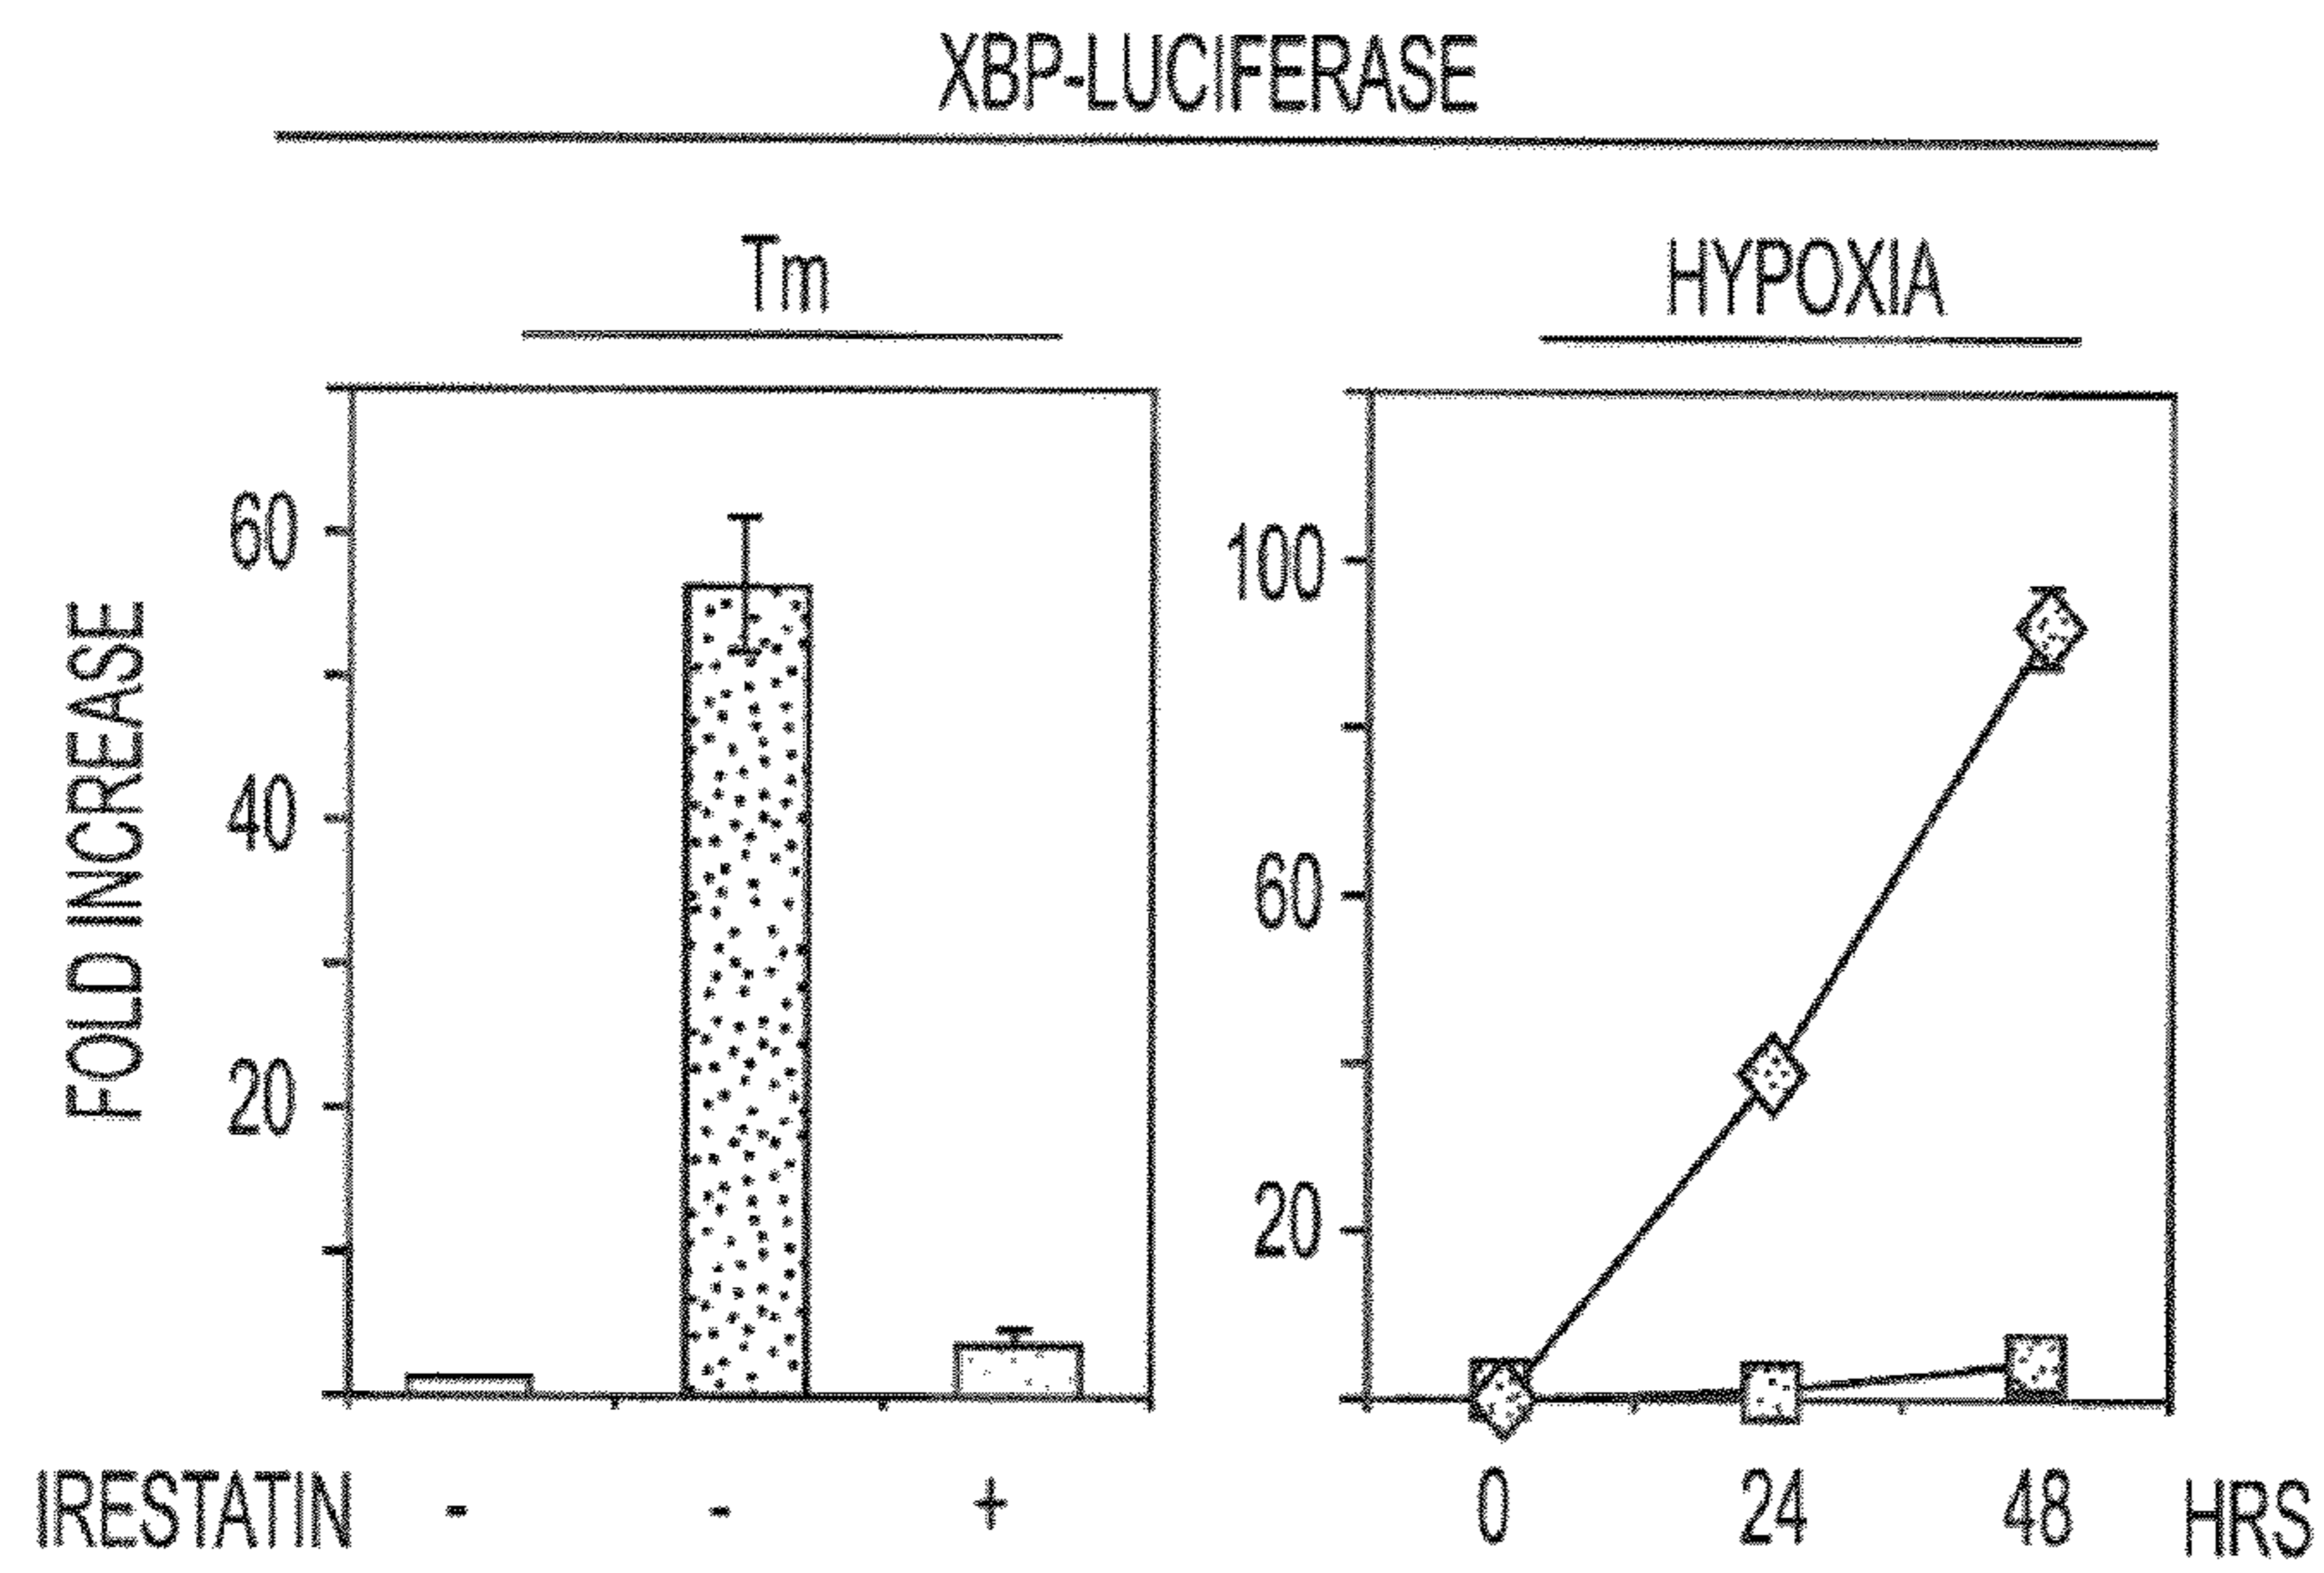 XBP-LUCIFERASE
Tm
HYPOXIA
FOLD INCREASE
60
40
20
100
60
20
IRESTATIN - - +
0 24 48 HRS